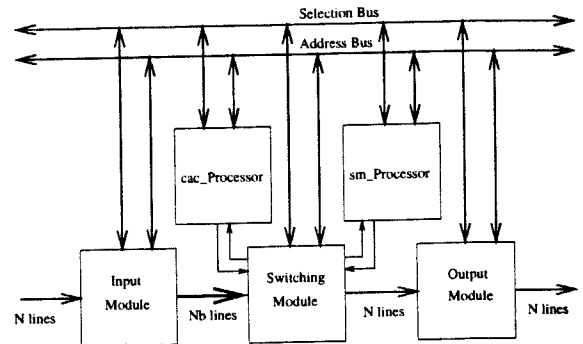 Selection Bus
Address Bus
cac_Processor
sm_Processor
Input
Module
Switching
Module
Output
Module
N lines
Nb lines
N lines
N lines